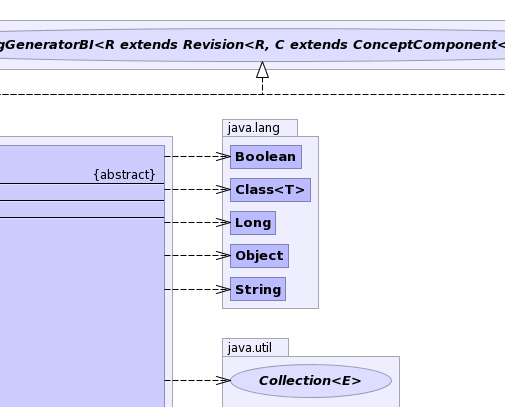 gGeneratorBI<R extends Revision<R, C extends ConceptComponent<
java.lang
Boolean
{abstract}
Class<T>
Long
Object
String
java.util
Collection<E>